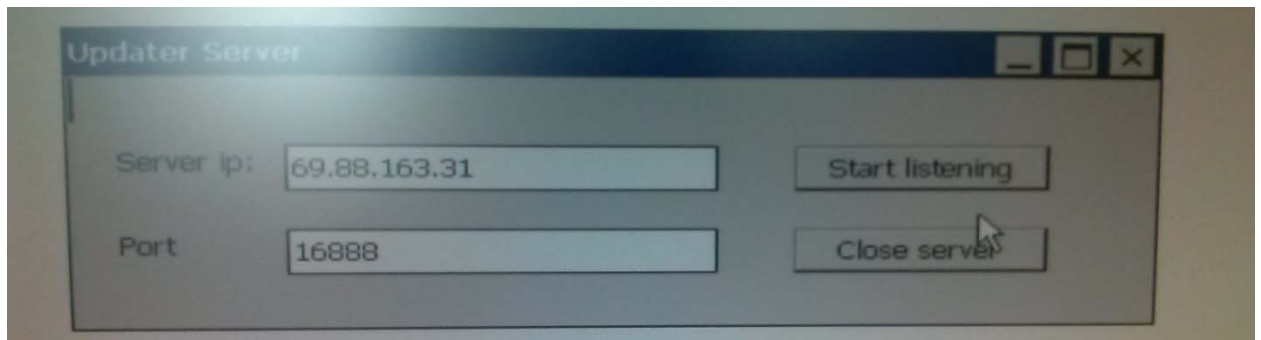 Updater Server
Server ip: 69.88.163.31 Start listening
Port 16888 Close server